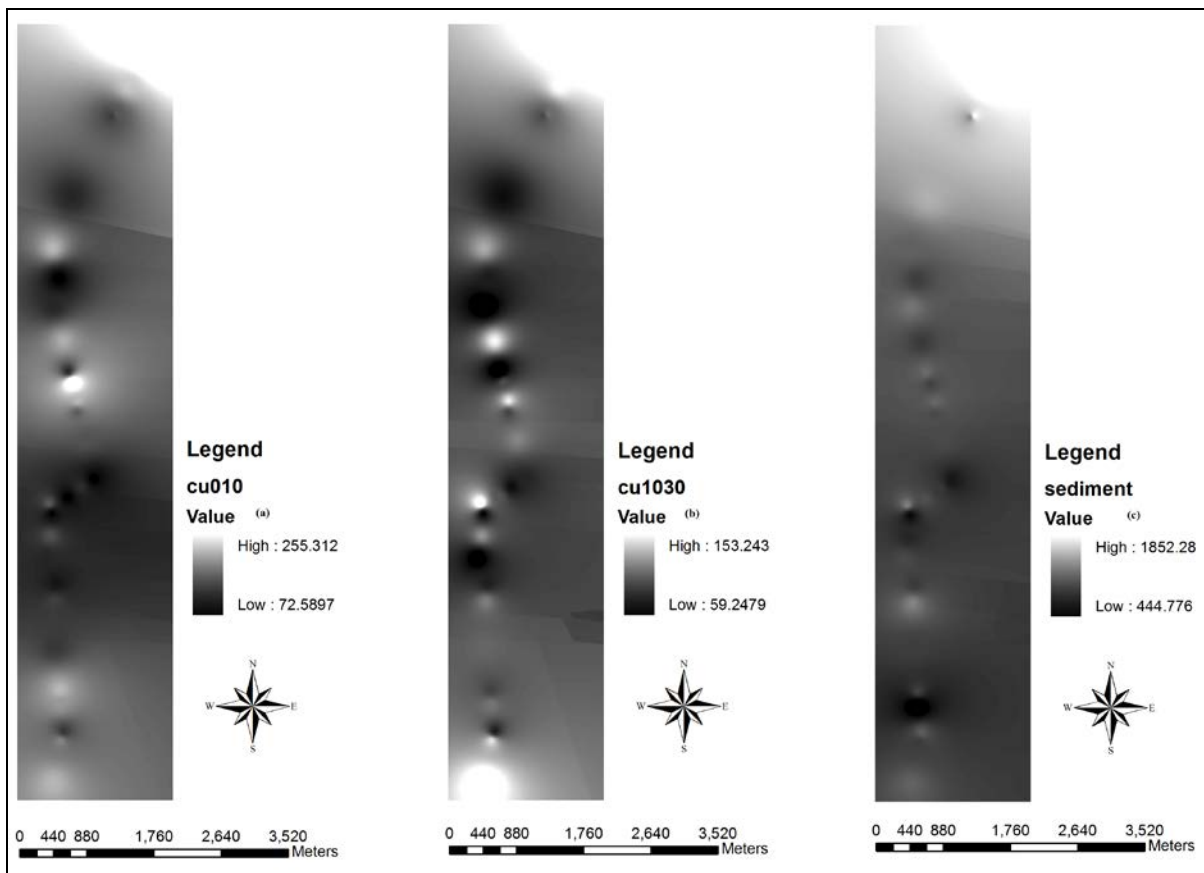 Legend
cu010
Value (a)
High : 255.312
Low : 72.5897
N
W E
S
0 440 880 1,760 2,640 3,520
Meters
Legend
cu1030
Value (b)
High : 153.243
Low : 59.2479
N
W E
S
0 440 880 1,760 2,640 3,520
Meters
Legend
sediment
Value (c)
High : 1852.28
Low : 444.776
N
W E
S
0 440 880 1,760 2,640 3,520
Meters